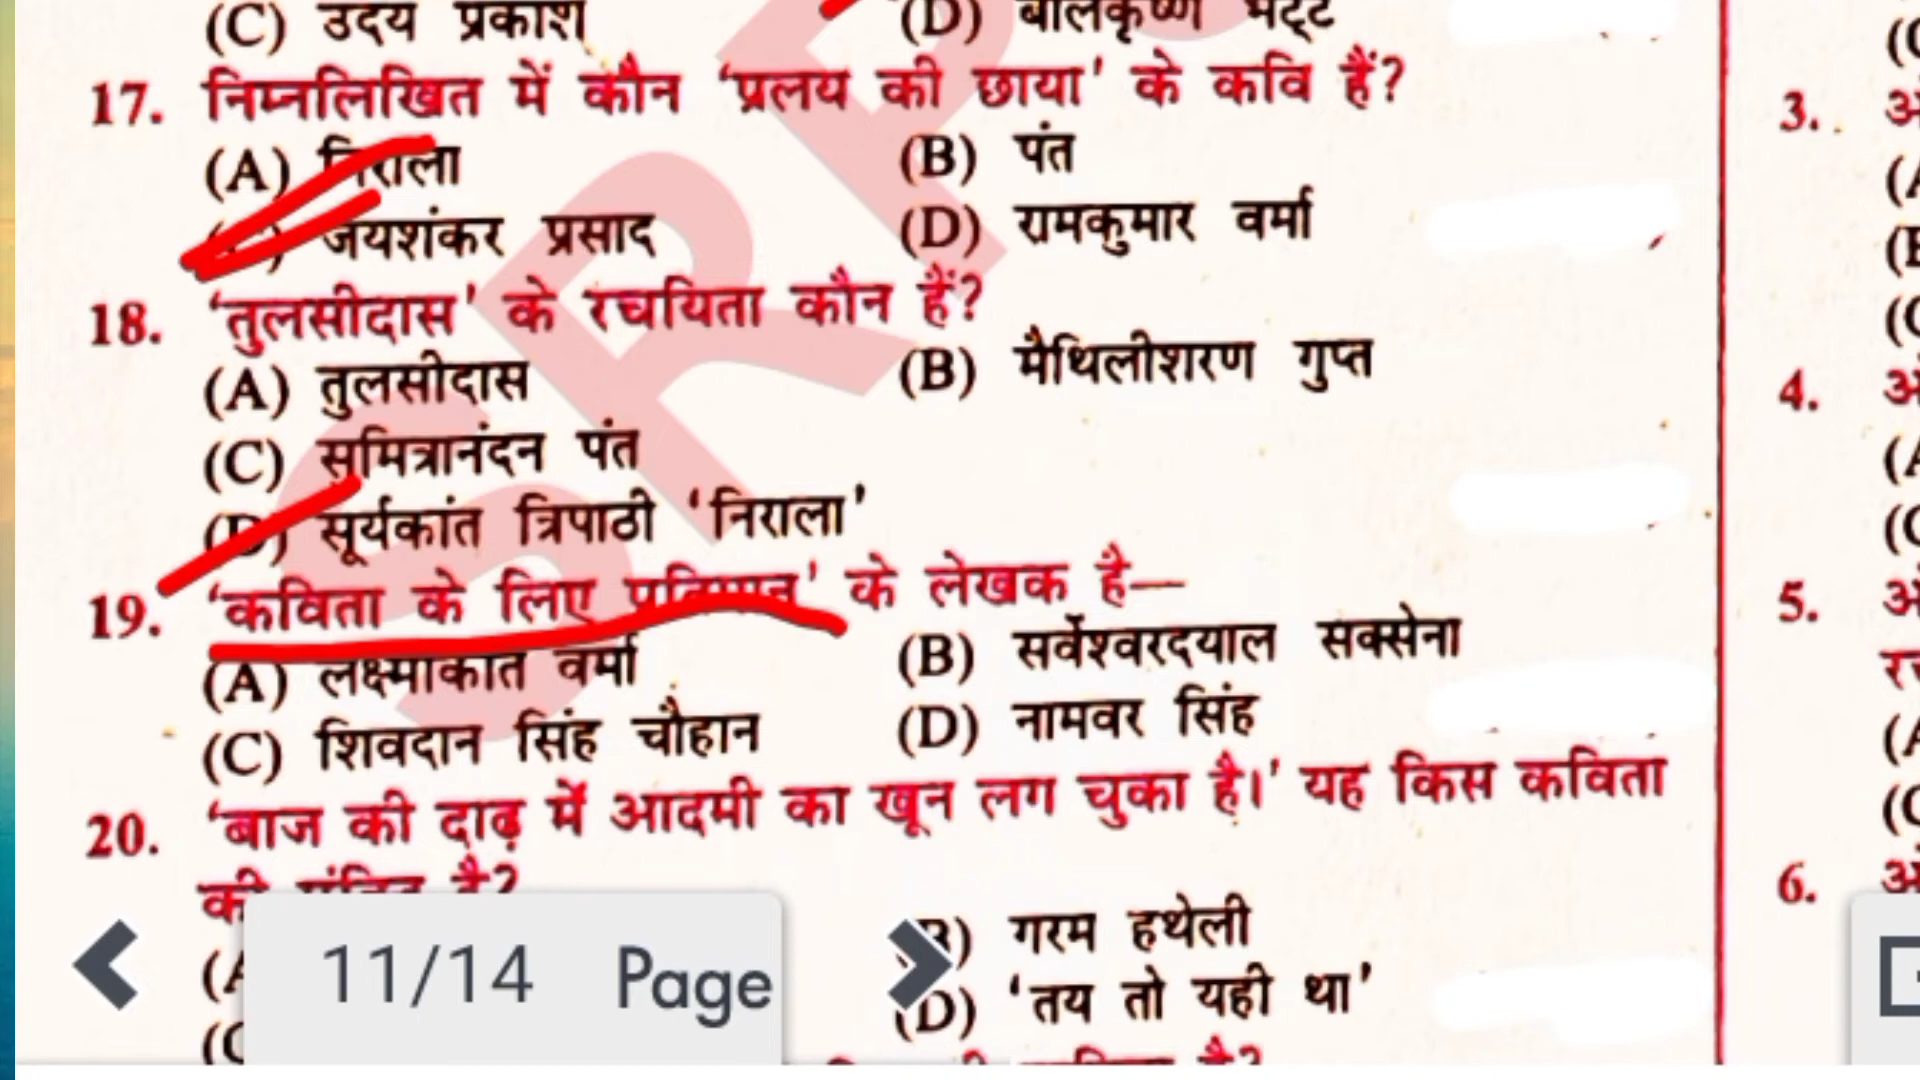 (C) उदय प्रकाश (D) बालकृष्ण भट्ट
17. निम्नलिखित में कौन ‘प्रलय की छाया’ के कवि हैं?
(A) निराला (B) पंत
जयशंकर प्रसाद (D) रामकुमार वर्मा
18. ‘तुलसीदास’ के रचयिता कौन हैं?
(A) तुलसीदास (B) मैथिलीशरण गुप्त
(C) सुमित्रानंदन पंत
(D) सूर्यकांत त्रिपाठी ‘निराला’
19. ‘कविता के लिए प्रतिमान’ के लेखक है—
(A) लक्ष्मीकांत वर्मा (B) सर्वेश्वरदयाल सक्सेना
(C) शिवदान सिंह चौहान (D) नामवर सिंह
20. ‘बाज की दाढ़ में आदमी का खून लग चुका है।’ यह किस कविता
की पंक्ति है?
(B) गरम हथेली
(D) ‘तय तो यही था’
11/14 Page
3.
4.
5.
6.